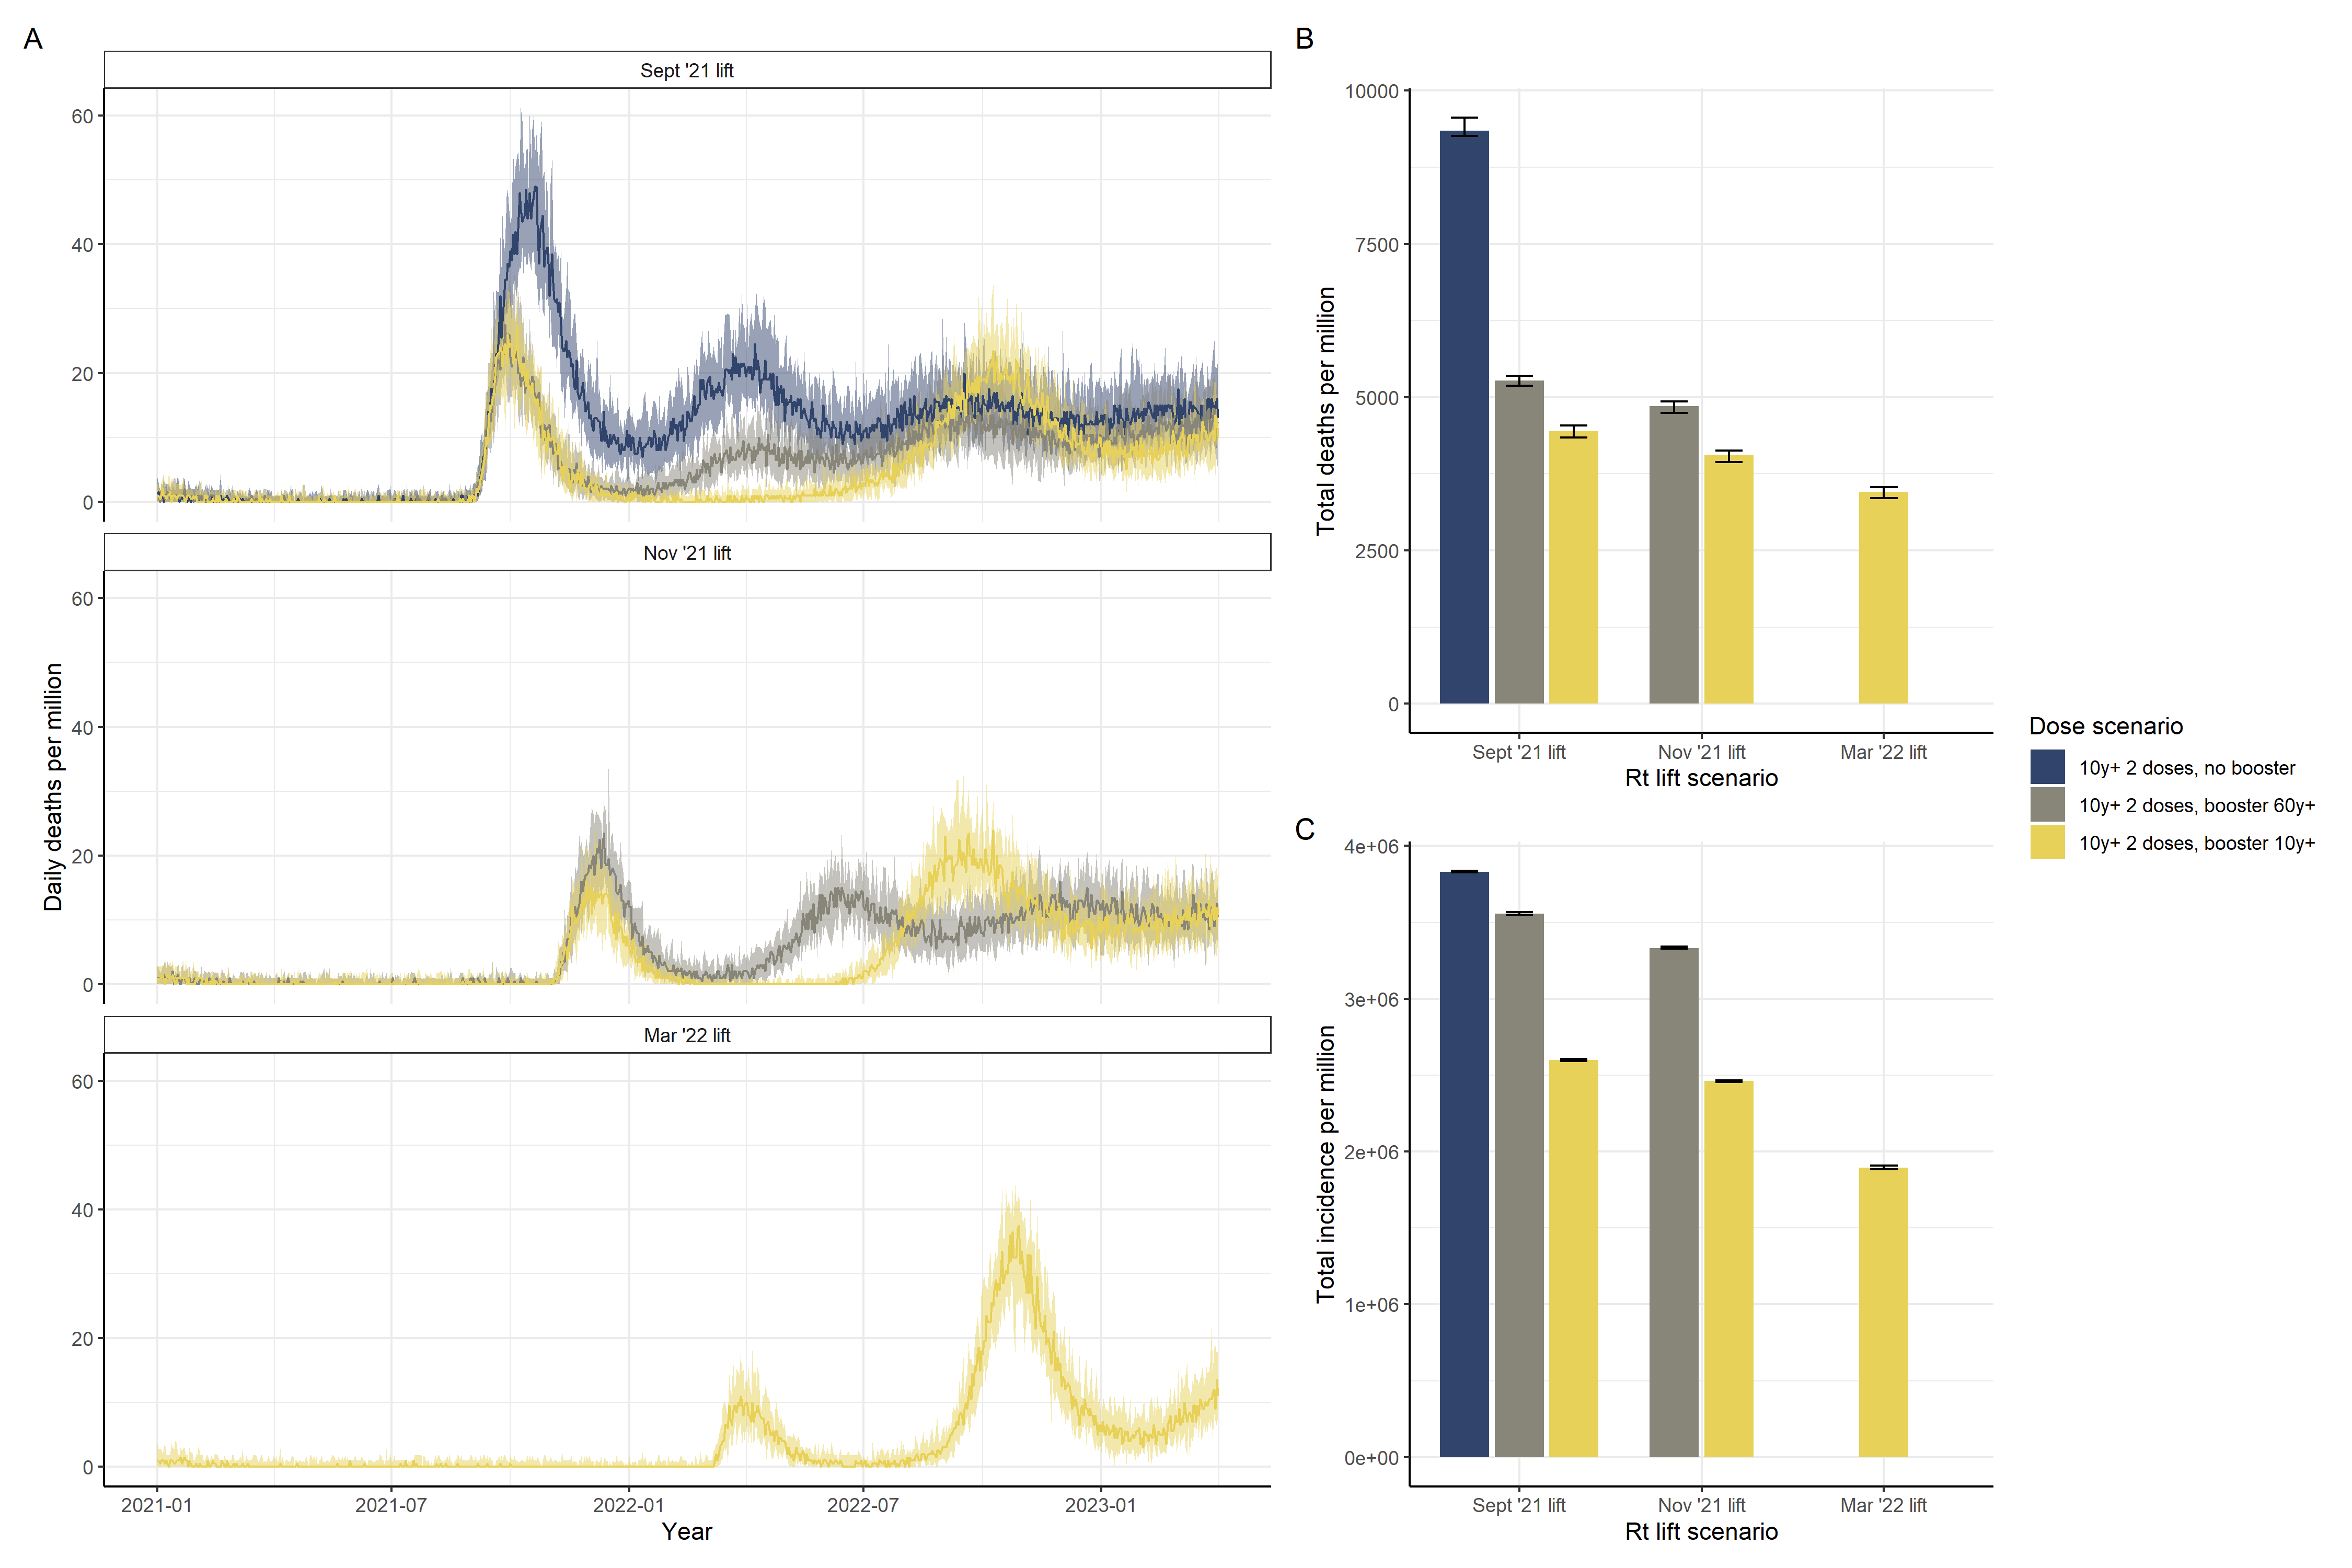 A
Sept '21 lift
60
40
20
0
Nov '21 lift
60
40
20
0
Mar '22 lift
60
40
20
0
Daily deaths per million
2021-01
2021-07
2022-01
2022-07
2023-01
Year
B
10000
7500
5000
2500
0
Total deaths per million
Sept '21 lift
Nov '21 lift
Mar '22 lift
Rt lift scenario
C
4e+06
3e+06
2e+06
1e+06
0e+00
Total incidence per million
Sept '21 lift
Nov '21 lift
Mar '22 lift
Rt lift scenario
Dose scenario
10y+ 2 doses, no booster
10y+ 2 doses, booster 60y+
10y+ 2 doses, booster 10y+